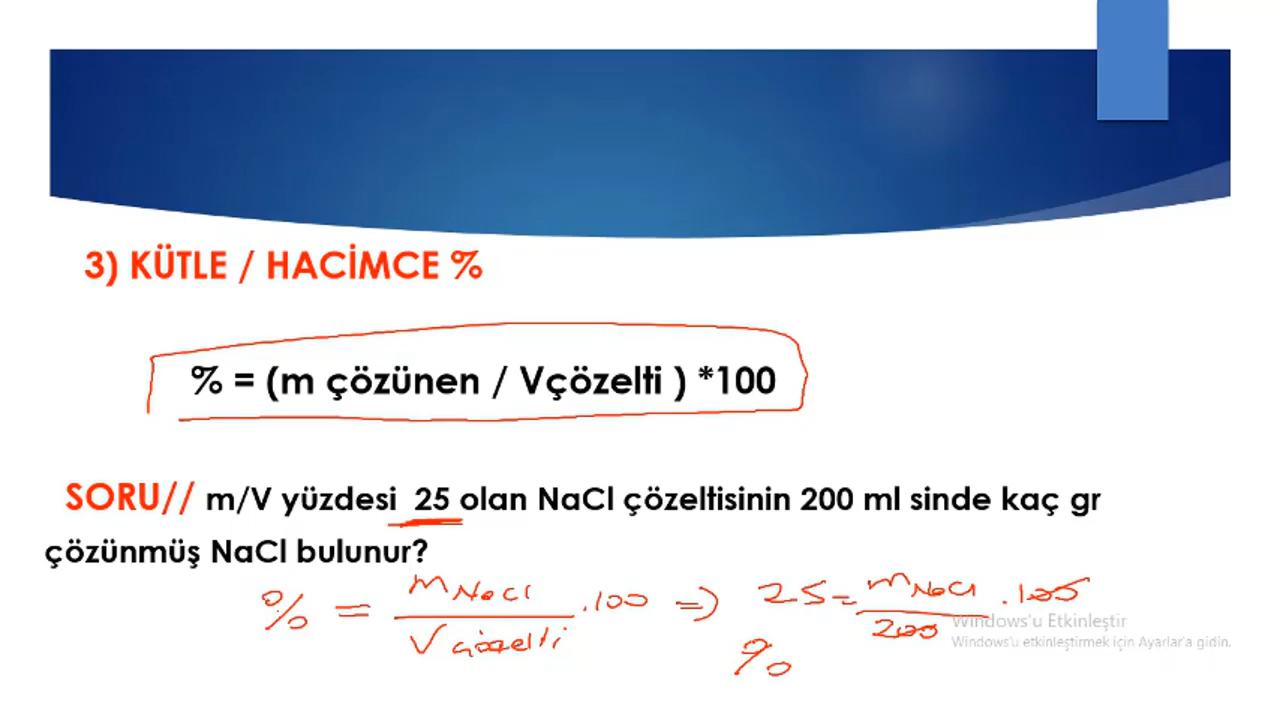 3) KÜTLE / HACİMCE %
% = (m çözünen / Vçözelti ) *100
SORU// m/V yüzdesi 25 olan NaCl çözeltisinin 200 ml sinde kaç gr
çözünmüş NaCl bulunur?
% = mNaCl / Vçözelti .100 => 25 = mNaCl / 200 .100
%
Windows'u Etkinleştir
Windows'u etkinleştirmek için Ayarlar'a gidin.